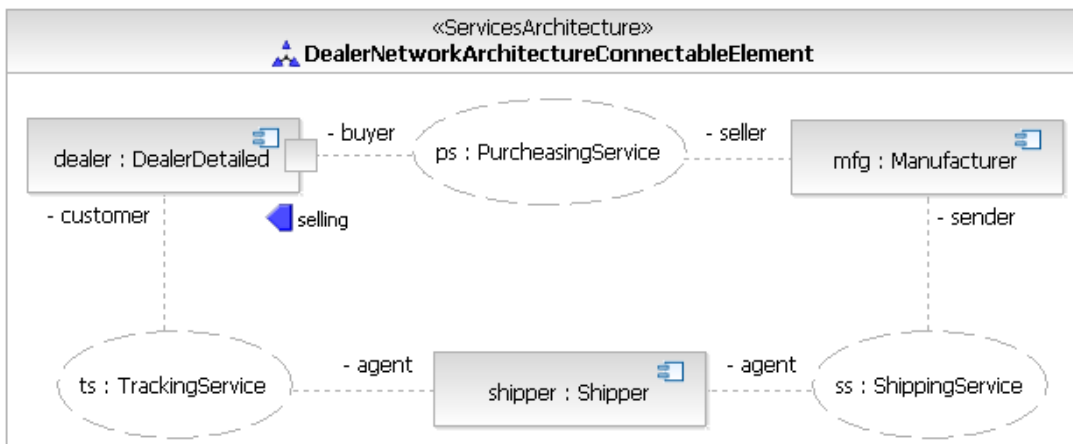 «ServicesArchitecture»
DealerNetworkArchitectureConnectableElement
dealer : DealerDetailed
- buyer
ps : PurcheasingService
- seller
mfg : Manufacturer
- customer
selling
- sender
ts : TrackingService
- agent
shipper : Shipper
- agent
ss : ShippingService